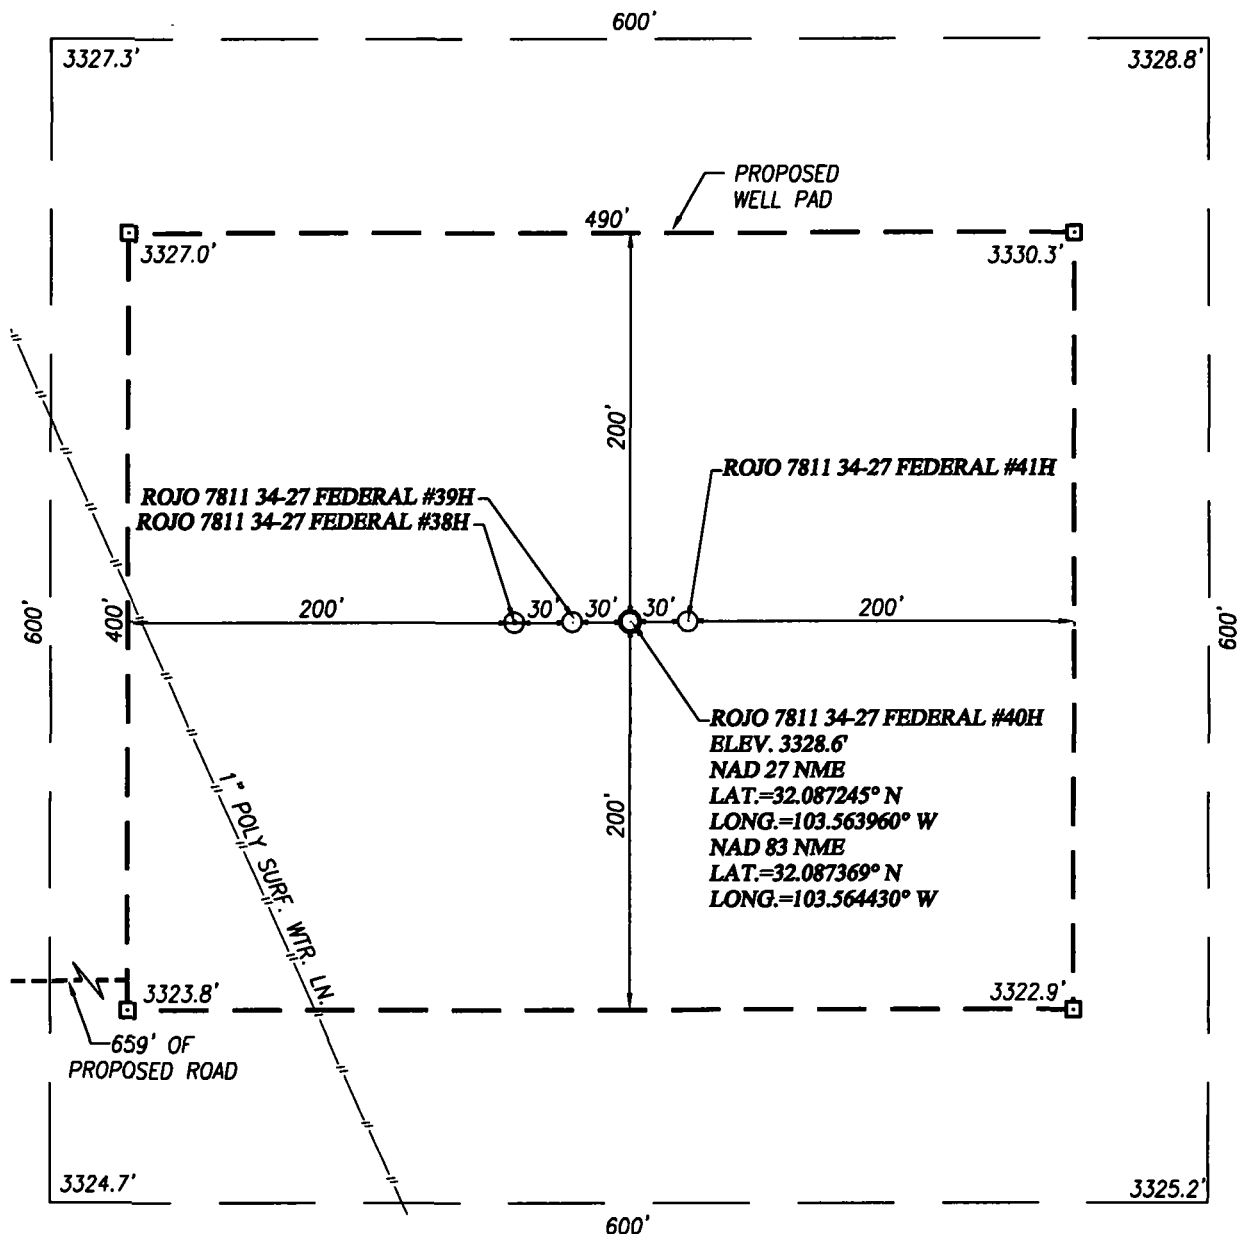 600'
3327.3'
3328.8'
PROPOSED
WELL PAD
490'
3327.0'
3330.3'
200'
ROJO 7811 34-27 FEDERAL #41H
ROJO 7811 34-27 FEDERAL #39H
ROJO 7811 34-27 FEDERAL #38H
600'
400'
200'
30'
30'
30'
200'
600'
ROJO 7811 34-27 FEDERAL #40H
ELEV. 3328.6'
NAD 27 NME
LAT.=32.087245° N
LONG.=103.563960° W
NAD 83 NME
LAT.=32.087369° N
LONG.=103.564430° W
200'
1" POLY SURF. WTR. LN.
3323.8'
3322.9'
659' OF
PROPOSED ROAD
3324.7'
3325.2'
600'